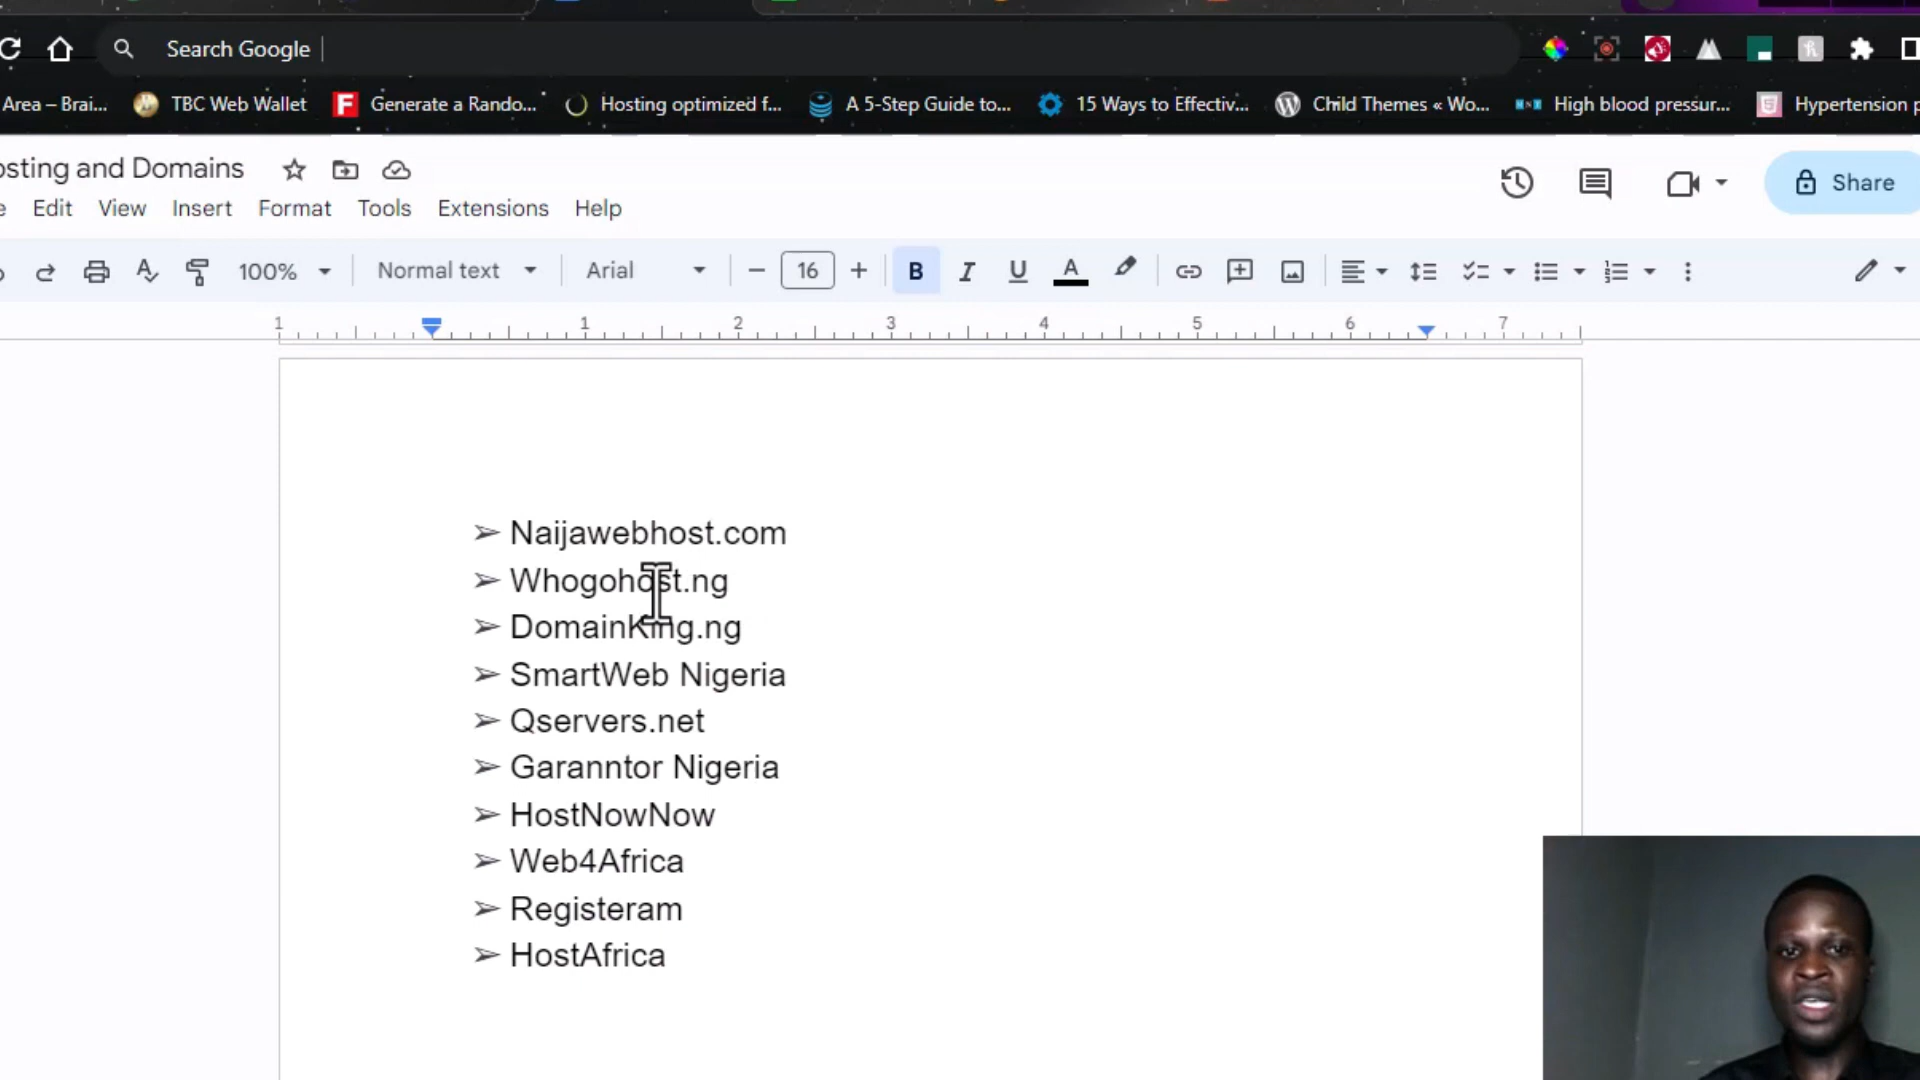 Search Google
Area – Brai... TBC Web Wallet Generate a Rando... Hosting optimized f... A 5-Step Guide to... 15 Ways to Effectiv... Child Themes « Wo... High blood pressur... Hypertension p
osting and Domains
Edit View Insert Format Tools Extensions Help
Share
100% Normal text Arial 16 B I U A
1 1 2 3 4 5 6 7
➢ Naijawebhost.com
➢ Whogohost.ng
➢ DomainKing.ng
➢ SmartWeb Nigeria
➢ Qservers.net
➢ Garanntor Nigeria
➢ HostNowNow
➢ Web4Africa
➢ Registeram
➢ HostAfrica